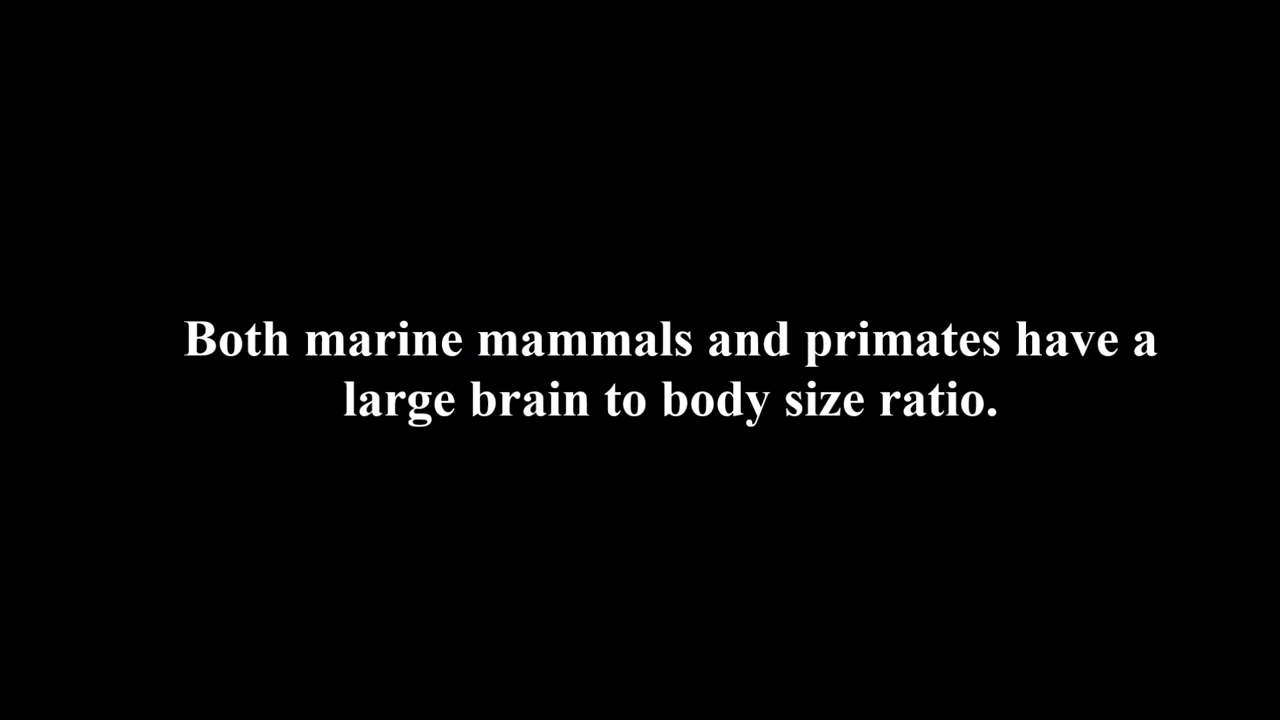 Both marine mammals and primates have a
large brain to body size ratio.